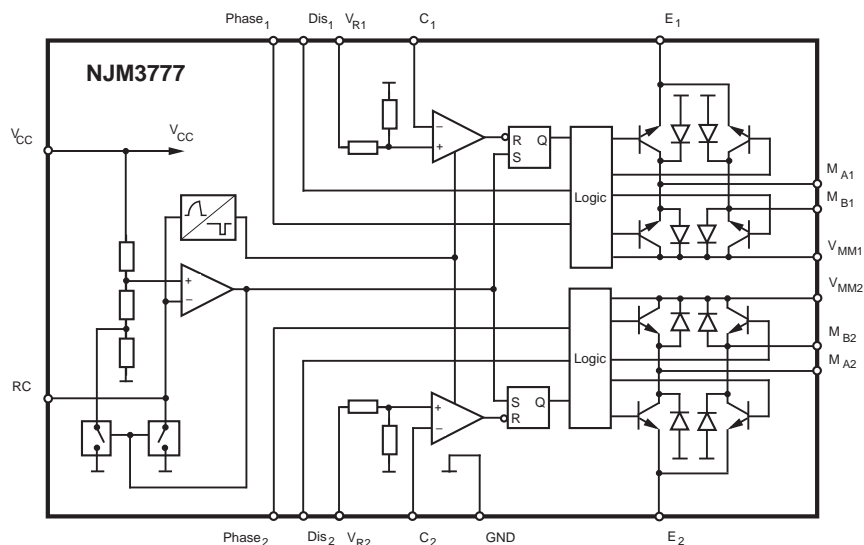 Phase1 Dis1 VR1 C1 E1
NJM3777
VCC VCC
− +
R Q
S
Logic
MA1
MB1
VMM1
+ −
VMM2
Logic
MB2
MA2
RC
+ −
S Q
R
Phase2 Dis2 VR2 C2 GND E2